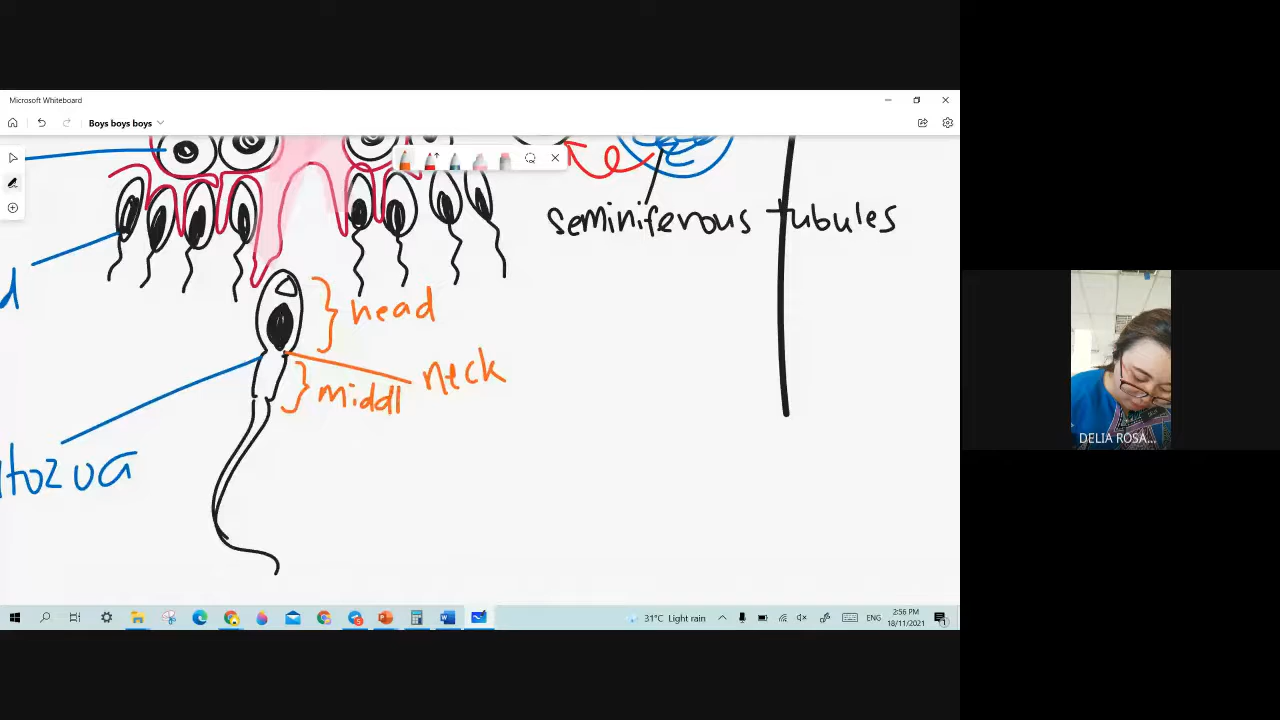 Microsoft Whiteboard
Boys boys boys
seminiferous tubules
d
head
neck
middl
tozoa
DELIA ROSA...
31°C Light rain
ENG
2:56 PM
18/11/2021